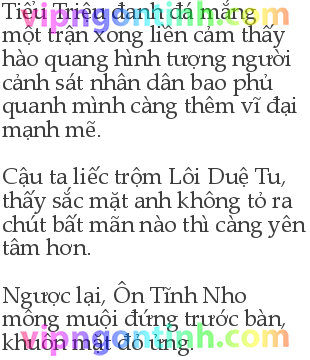 vipngontinh.com
Tiểu Triệu đanh đá mắng
một trận xong liền cảm thấy
hào quang hình tượng người
cảnh sát nhân dân bao phủ
quanh mình càng thêm vĩ đại
mạnh mẽ.
Cậu ta liếc trộm Lôi Duệ Tu,
thấy sắc mặt anh không tỏ ra
chút bất mãn nào thì càng yên
tâm hơn.
Ngược lại, Ôn Tĩnh Nho
mông muội đứng trước bàn,
khuôn mặt đỏ ửng.
vipngontinh.com